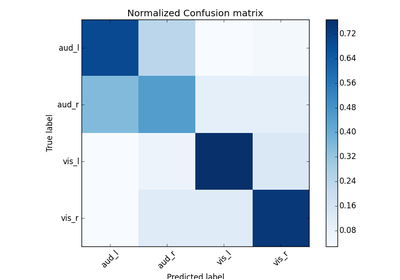 Normalized Confusion matrix
aud_l
aud_r
vis_l
vis_r
True label
aud_l
aud_r
vis_l
vis_r
Predicted label
0.72
0.64
0.56
0.48
0.40
0.32
0.24
0.16
0.08